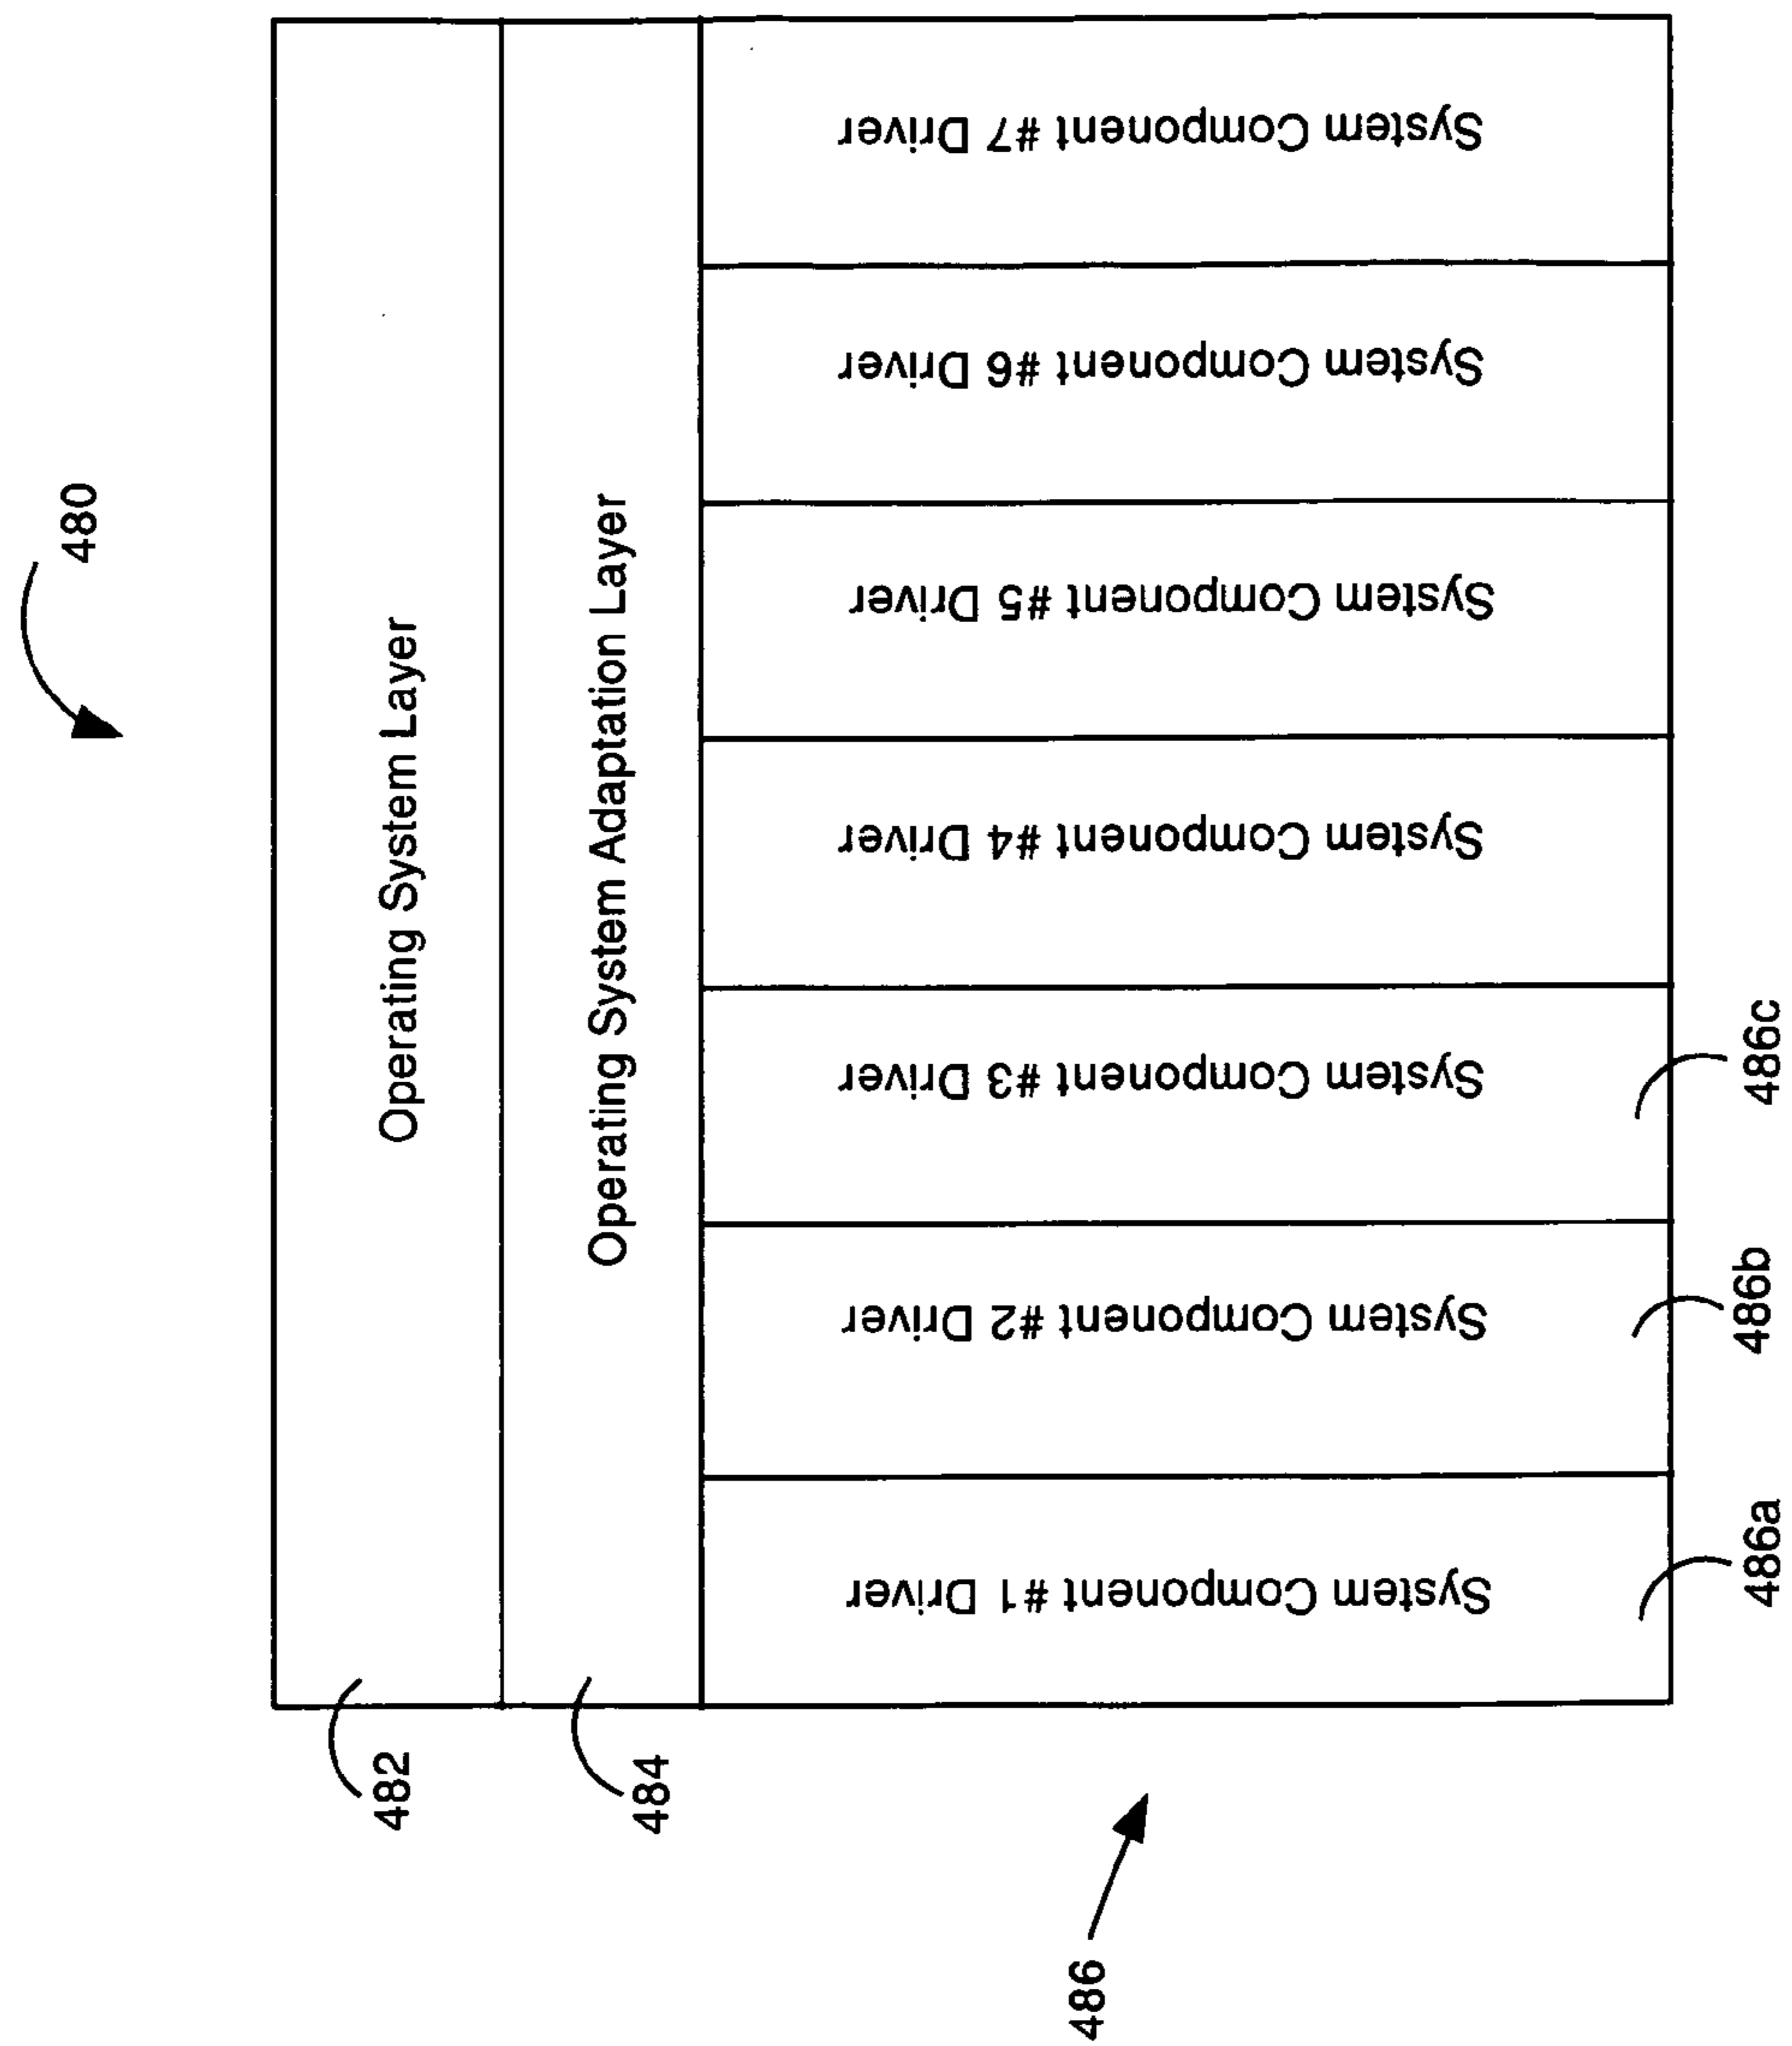 480
Operating System Layer
482
Operating System Adaptation Layer
484
486
System Component #1 Driver
System Component #2 Driver
System Component #3 Driver
System Component #4 Driver
System Component #5 Driver
System Component #6 Driver
System Component #7 Driver
486a
486b
486c